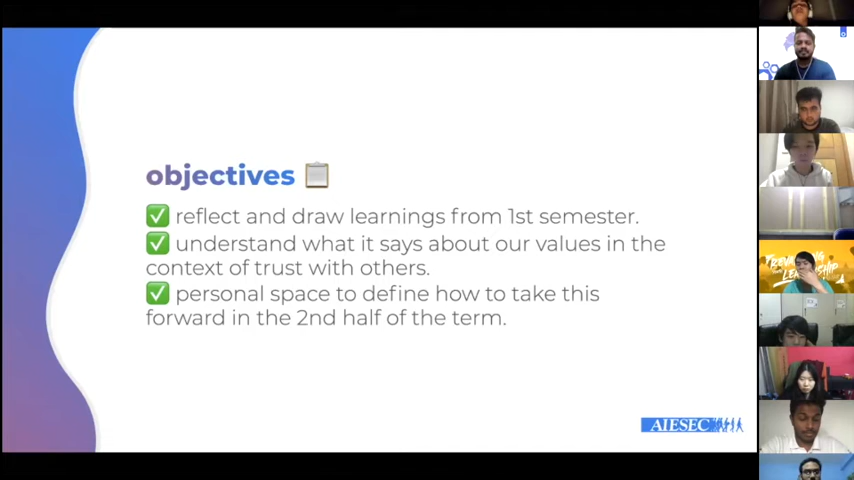 objectives
✅ reflect and draw learnings from 1st semester.
✅ understand what it says about our values in the
context of trust with others.
✅ personal space to define how to take this
forward in the 2nd half of the term.
AIESEC